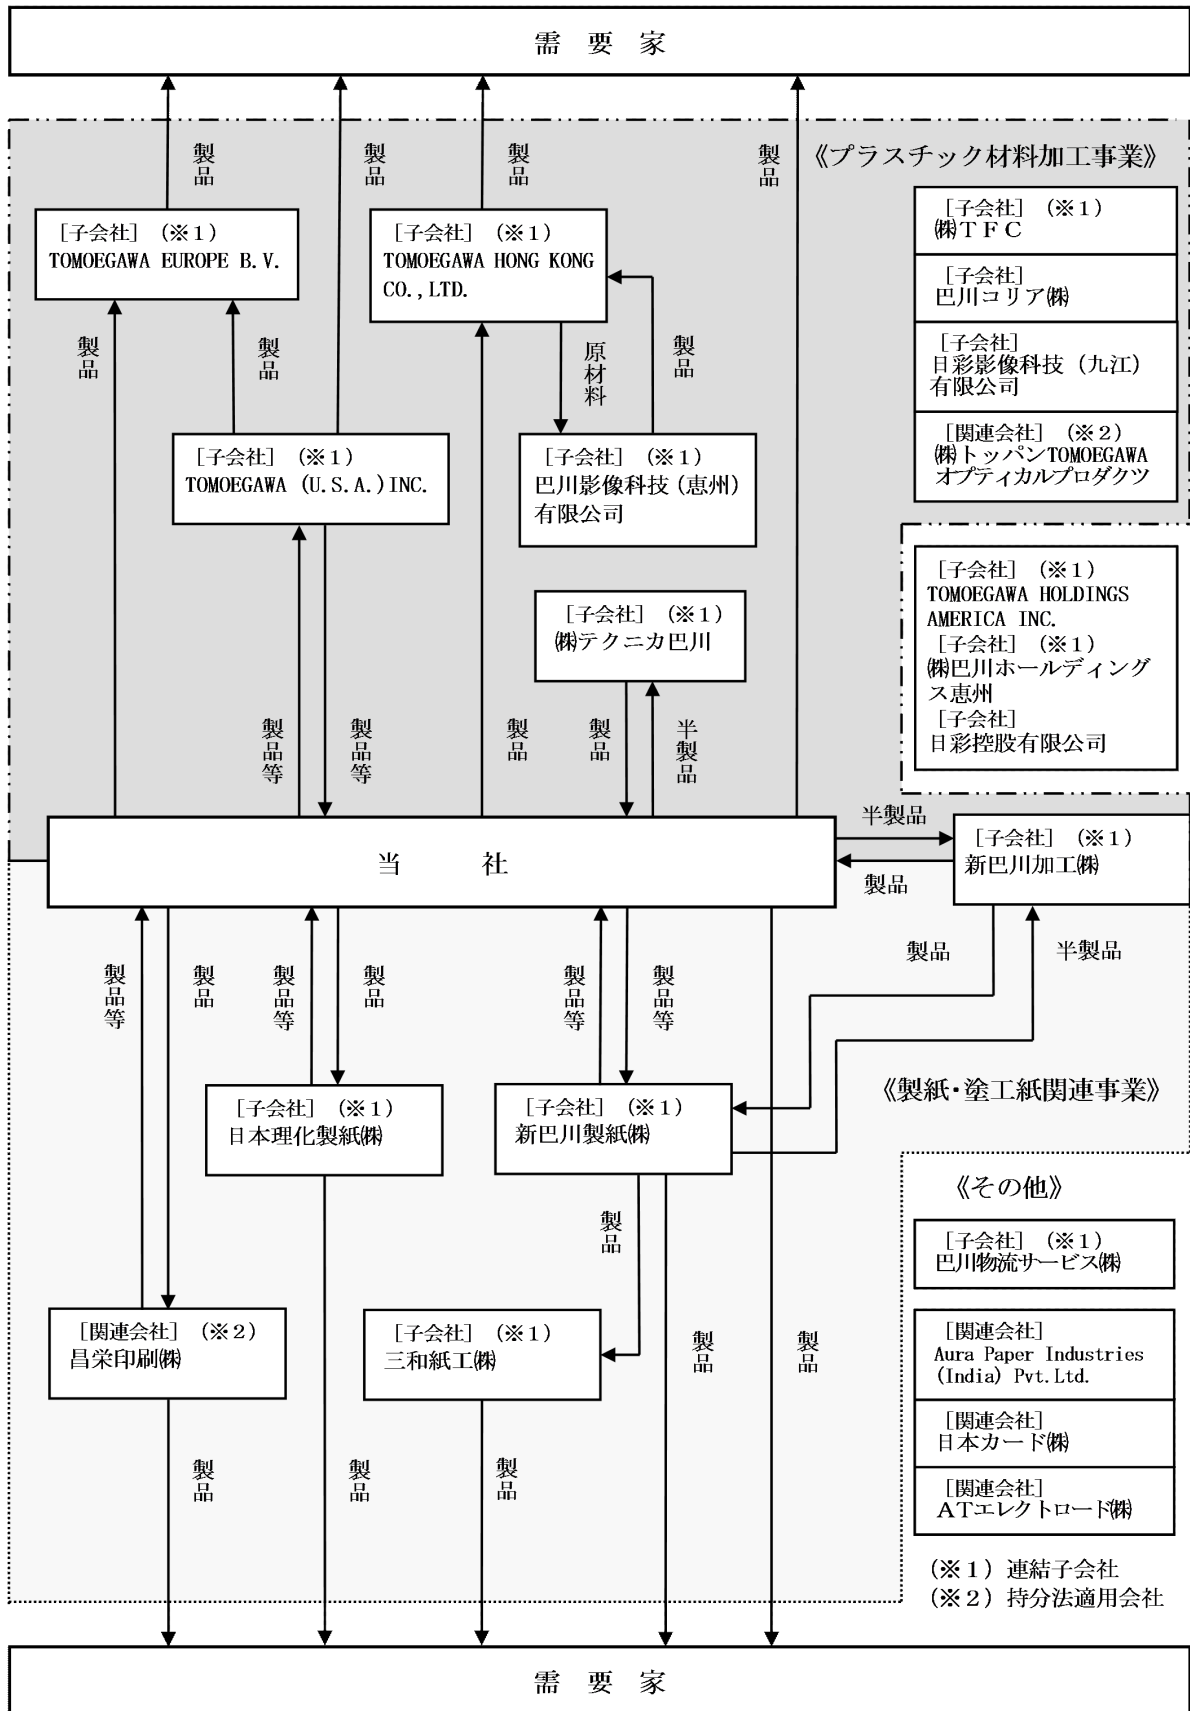 需 要 家
製品
製品
製品
製品
《プラスチック材料加工事業》
[子会社] (※1)
TOMOEGAWA EUROPE B.V.
[子会社] (※1)
TOMOEGAWA HONG KONG
CO.,LTD.
[子会社] (※1)
㈱TFC
[子会社]
巴川コリア㈱
[子会社]
日彩影像科技(九江)
有限公司
[関連会社] (※2)
㈱トッパンTOMOEGAWA
オプティカルプロダクツ
製品
製品
原材料
製品
[子会社] (※1)
TOMOEGAWA (U.S.A.)INC.
[子会社] (※1)
巴川影像科技(恵州)
有限公司
[子会社] (※1)
TOMOEGAWA HOLDINGS
AMERICA INC.
[子会社] (※1)
㈱巴川ホールディング
ス恵州
[子会社]
日彩控股有限公司
[子会社] (※1)
㈱テクニカ巴川
製品等
製品等
製品
製品
半製品
当 社
半製品
製品
[子会社] (※1)
新巴川加工㈱
製品等
製品
製品等
製品
製品等
製品等
製品
半製品
《製紙・塗工紙関連事業》
[子会社] (※1)
日本理化製紙㈱
[子会社] (※1)
新巴川製紙㈱
製品
《その他》
[子会社] (※1)
巴川物流サービス㈱
[関連会社] (※2)
昌栄印刷㈱
[子会社] (※1)
三和紙工㈱
製品
製品
[関連会社]
Aura Paper Industries
(India) Pvt.Ltd.
[関連会社]
日本カード㈱
[関連会社]
ATエレクトロード㈱
製品
製品
製品
(※1) 連結子会社
(※2) 持分法適用会社
需 要 家